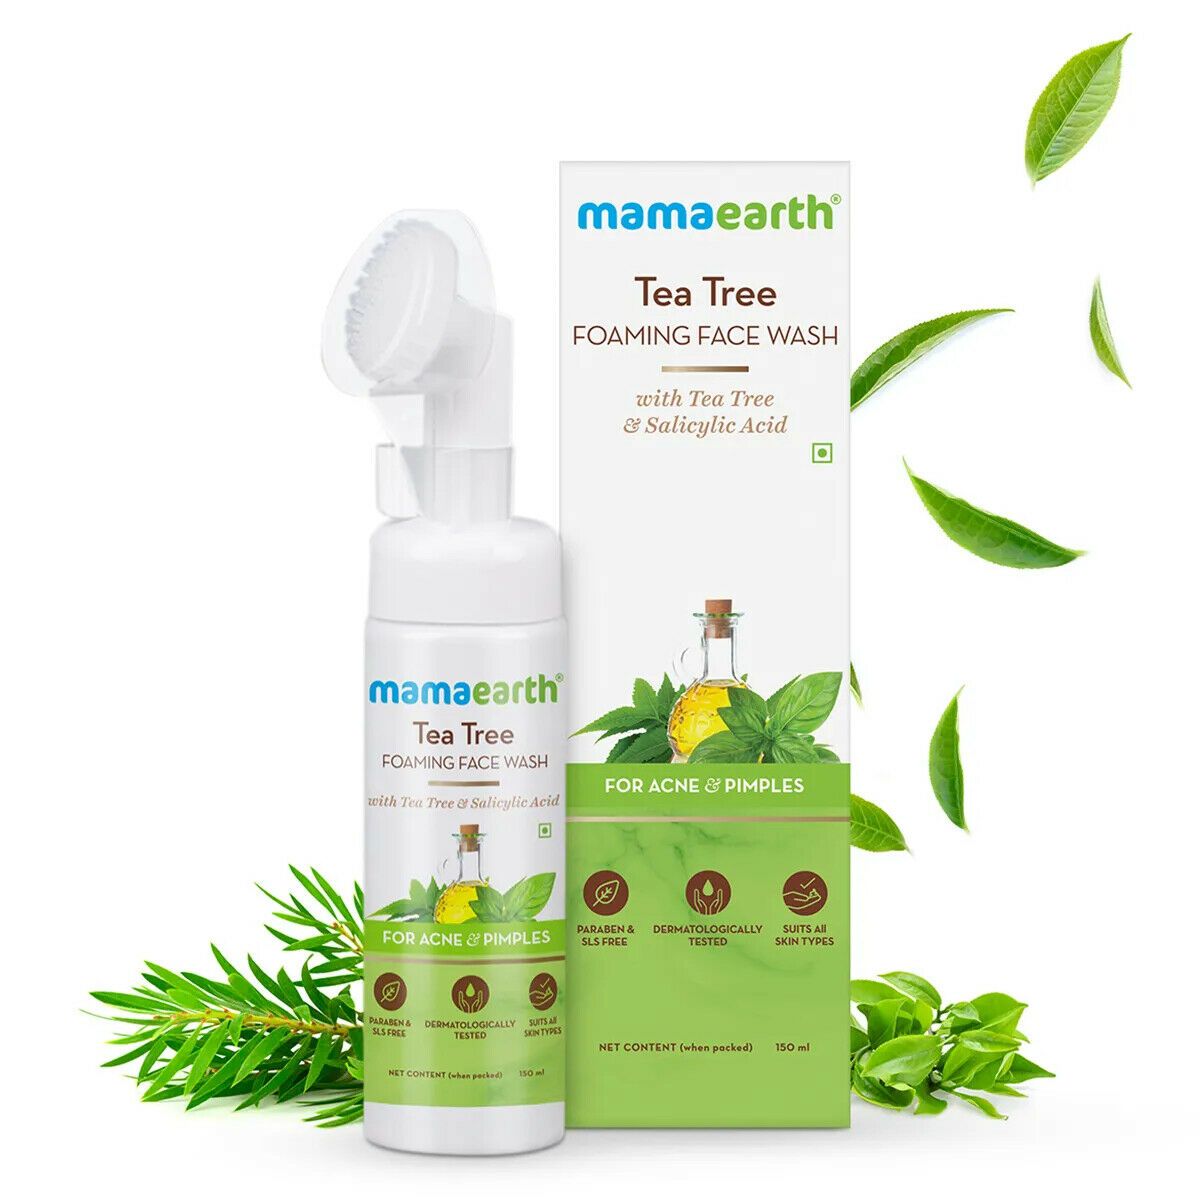 mamaearth®
Tea Tree
FOAMING FACE WASH
with Tea Tree
& Salicylic Acid
FOR ACNE & PIMPLES
PARABEN &
SLS FREE
DERMATOLOGICALLY
TESTED
SUITS All
SKIN TYPES
NET CONTENT (when packed) 150 ml
mamaearth®
Tea Tree
FOAMING FACE WASH
with Tea Tree & Salicylic Acid
FOR ACNE & PIMPLES
PARABEN &
SLS FREE
DERMATOLOGICALLY
TESTED
SUITS All
SKIN TYPES
NET CONTENT (when packed) 150 ml